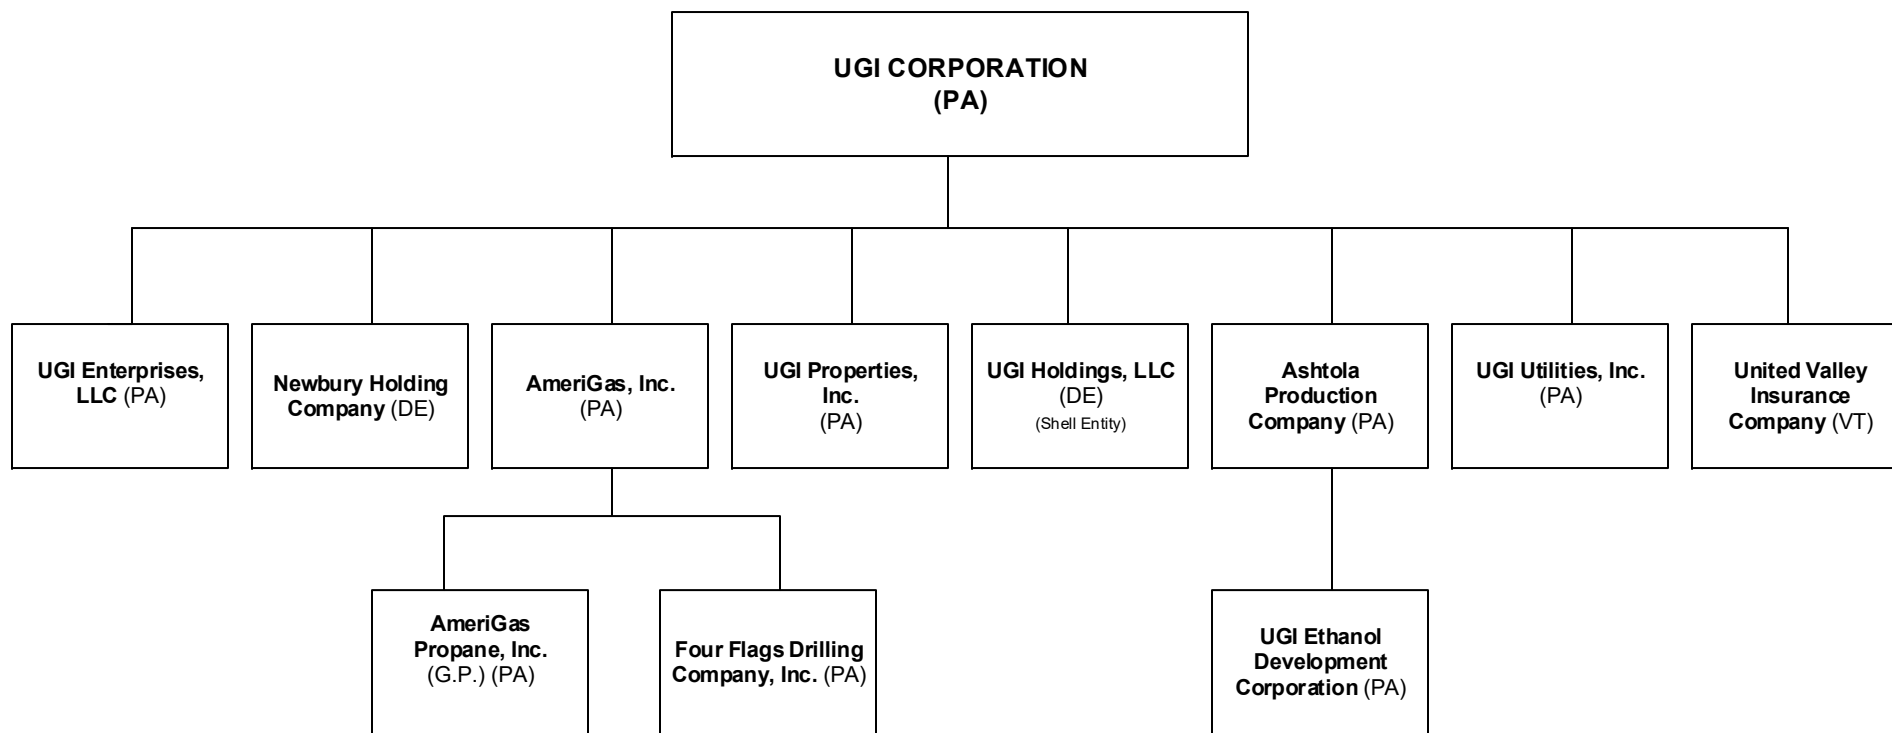 UGI CORPORATION
(PA)
UGI Enterprises,
LLC (PA)
Newbury Holding
Company (DE)
AmeriGas, Inc.
(PA)
UGI Properties,
Inc.
(PA)
UGI Holdings, LLC
(DE)
(Shell Entity)
Ashtola
Production
Company (PA)
UGI Utilities, Inc.
(PA)
United Valley
Insurance
Company (VT)
AmeriGas
Propane, Inc.
(G.P.) (PA)
Four Flags Drilling
Company, Inc. (PA)
UGI Ethanol
Development
Corporation (PA)